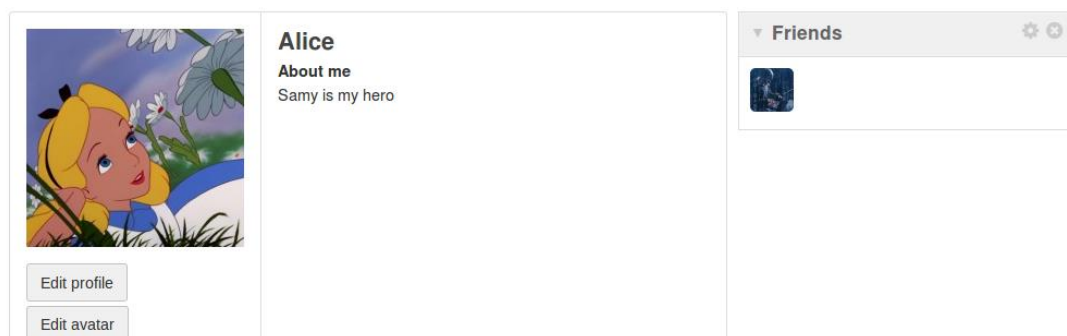 Alice
About me
Samy is my hero
Edit profile
Edit avatar
Friends